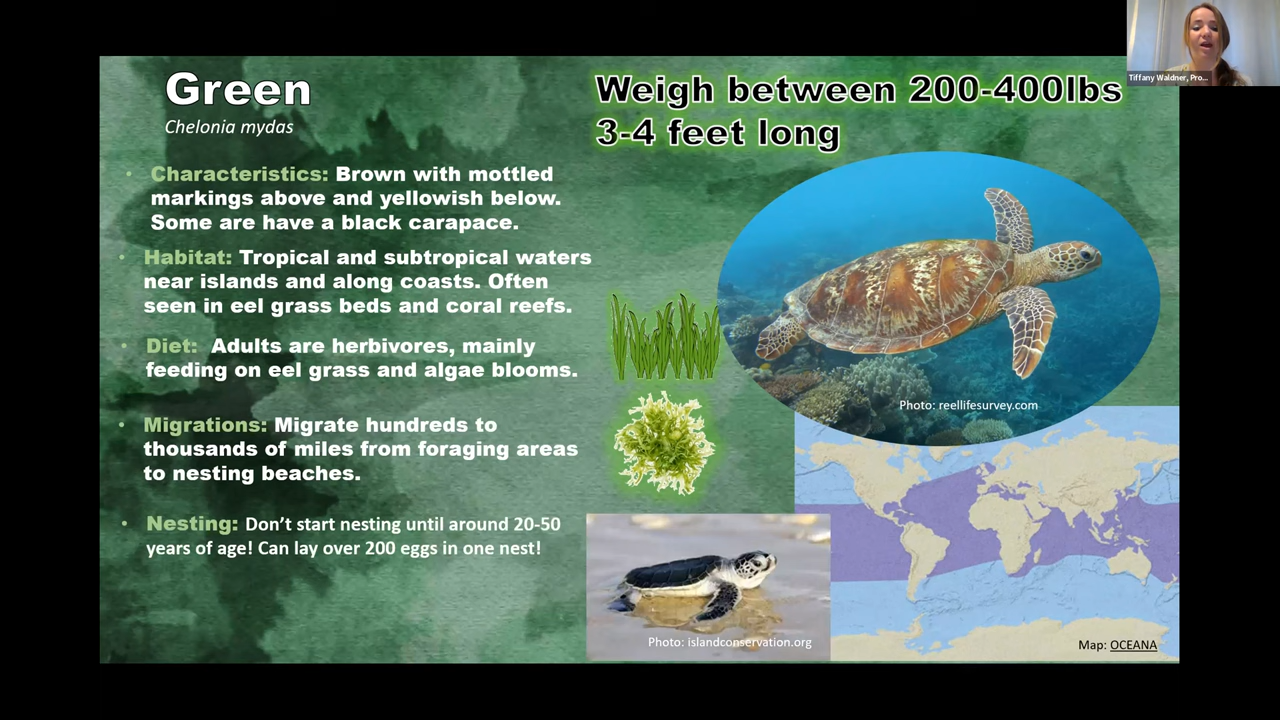 Green
Chelonia mydas
Weigh between 200-400lbs
3-4 feet long
Tiffany Waldner, Pro...
• Characteristics: Brown with mottled
markings above and yellowish below.
Some are have a black carapace.
• Habitat: Tropical and subtropical waters
near islands and along coasts. Often
seen in eel grass beds and coral reefs.
• Diet: Adults are herbivores, mainly
feeding on eel grass and algae blooms.
• Migrations: Migrate hundreds to
thousands of miles from foraging areas
to nesting beaches.
• Nesting: Don’t start nesting until around 20-50
years of age! Can lay over 200 eggs in one nest!
Photo: reellifesurvey.com
Photo: islandconservation.org
Map: OCEANA